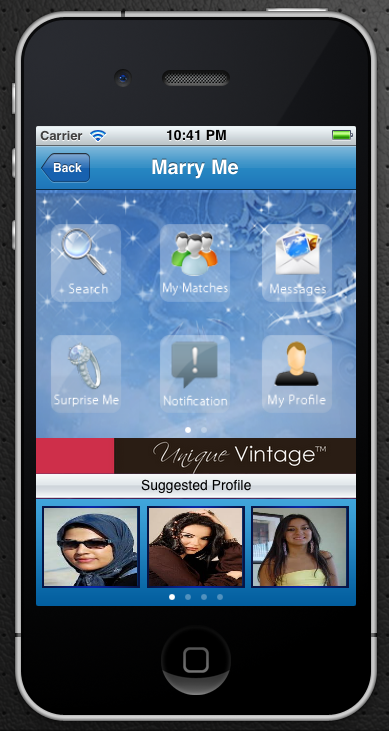 Carrier 10:41 PM
Back Marry Me
Search My Matches Messages
Surprise Me Notification My Profile
Unique Vintage™
Suggested Profile